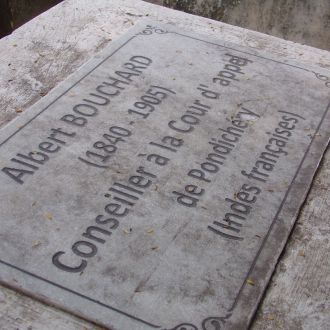 Albert BOUCHARD
(1840 - 1905)
Conseiller à la Cour d'appel
de Pondichéry
(Indes françaises)